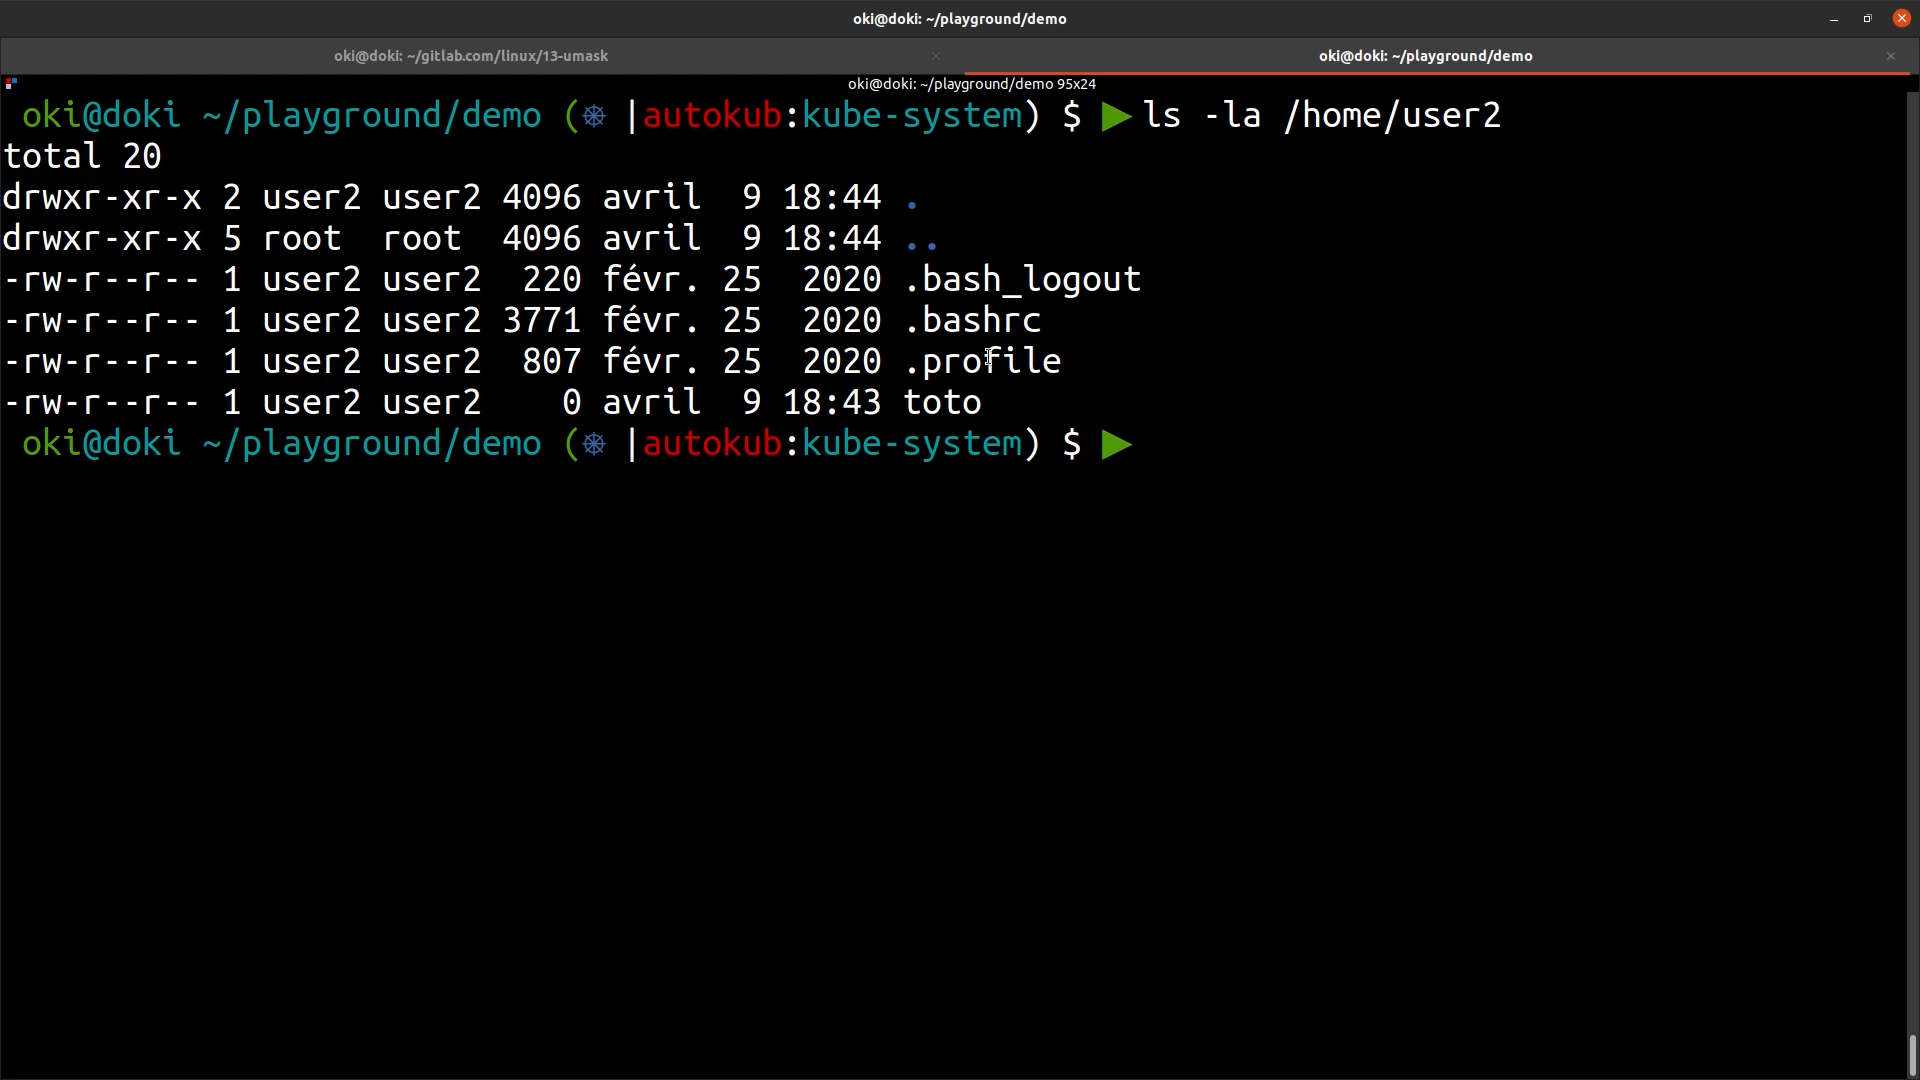 oki@doki: ~/playground/demo
oki@doki: ~/gitlab.com/linux/13-umask
oki@doki: ~/playground/demo
oki@doki: ~/playground/demo 95x24
oki@doki ~/playground/demo (⎈ |autokub:kube-system) $ ▶ ls -la /home/user2
total 20
drwxr-xr-x 2 user2 user2 4096 avril  9 18:44 .
drwxr-xr-x 5 root  root  4096 avril  9 18:44 ..
-rw-r--r-- 1 user2 user2  220 févr. 25  2020 .bash_logout
-rw-r--r-- 1 user2 user2 3771 févr. 25  2020 .bashrc
-rw-r--r-- 1 user2 user2  807 févr. 25  2020 .profile
-rw-r--r-- 1 user2 user2    0 avril  9 18:43 toto
oki@doki ~/playground/demo (⎈ |autokub:kube-system) $ ▶